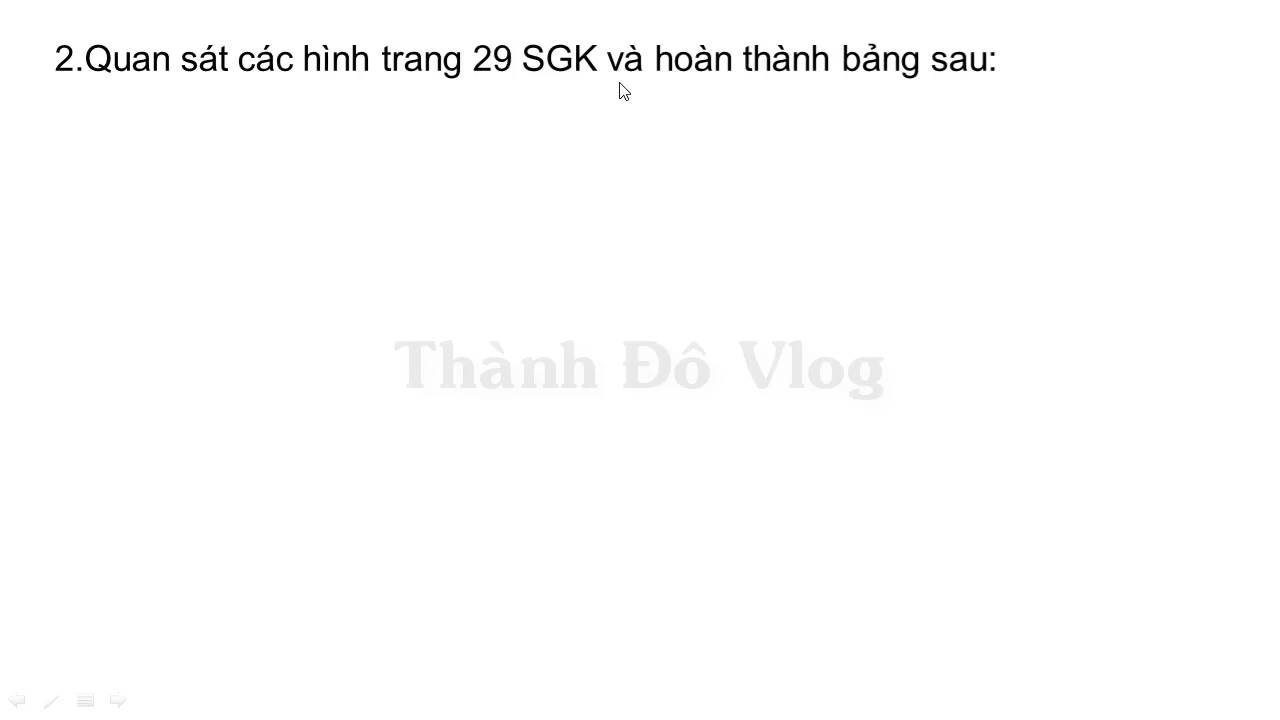 2.Quan sát các hình trang 29 SGK và hoàn thành bảng sau:
Thành Đô Vlog